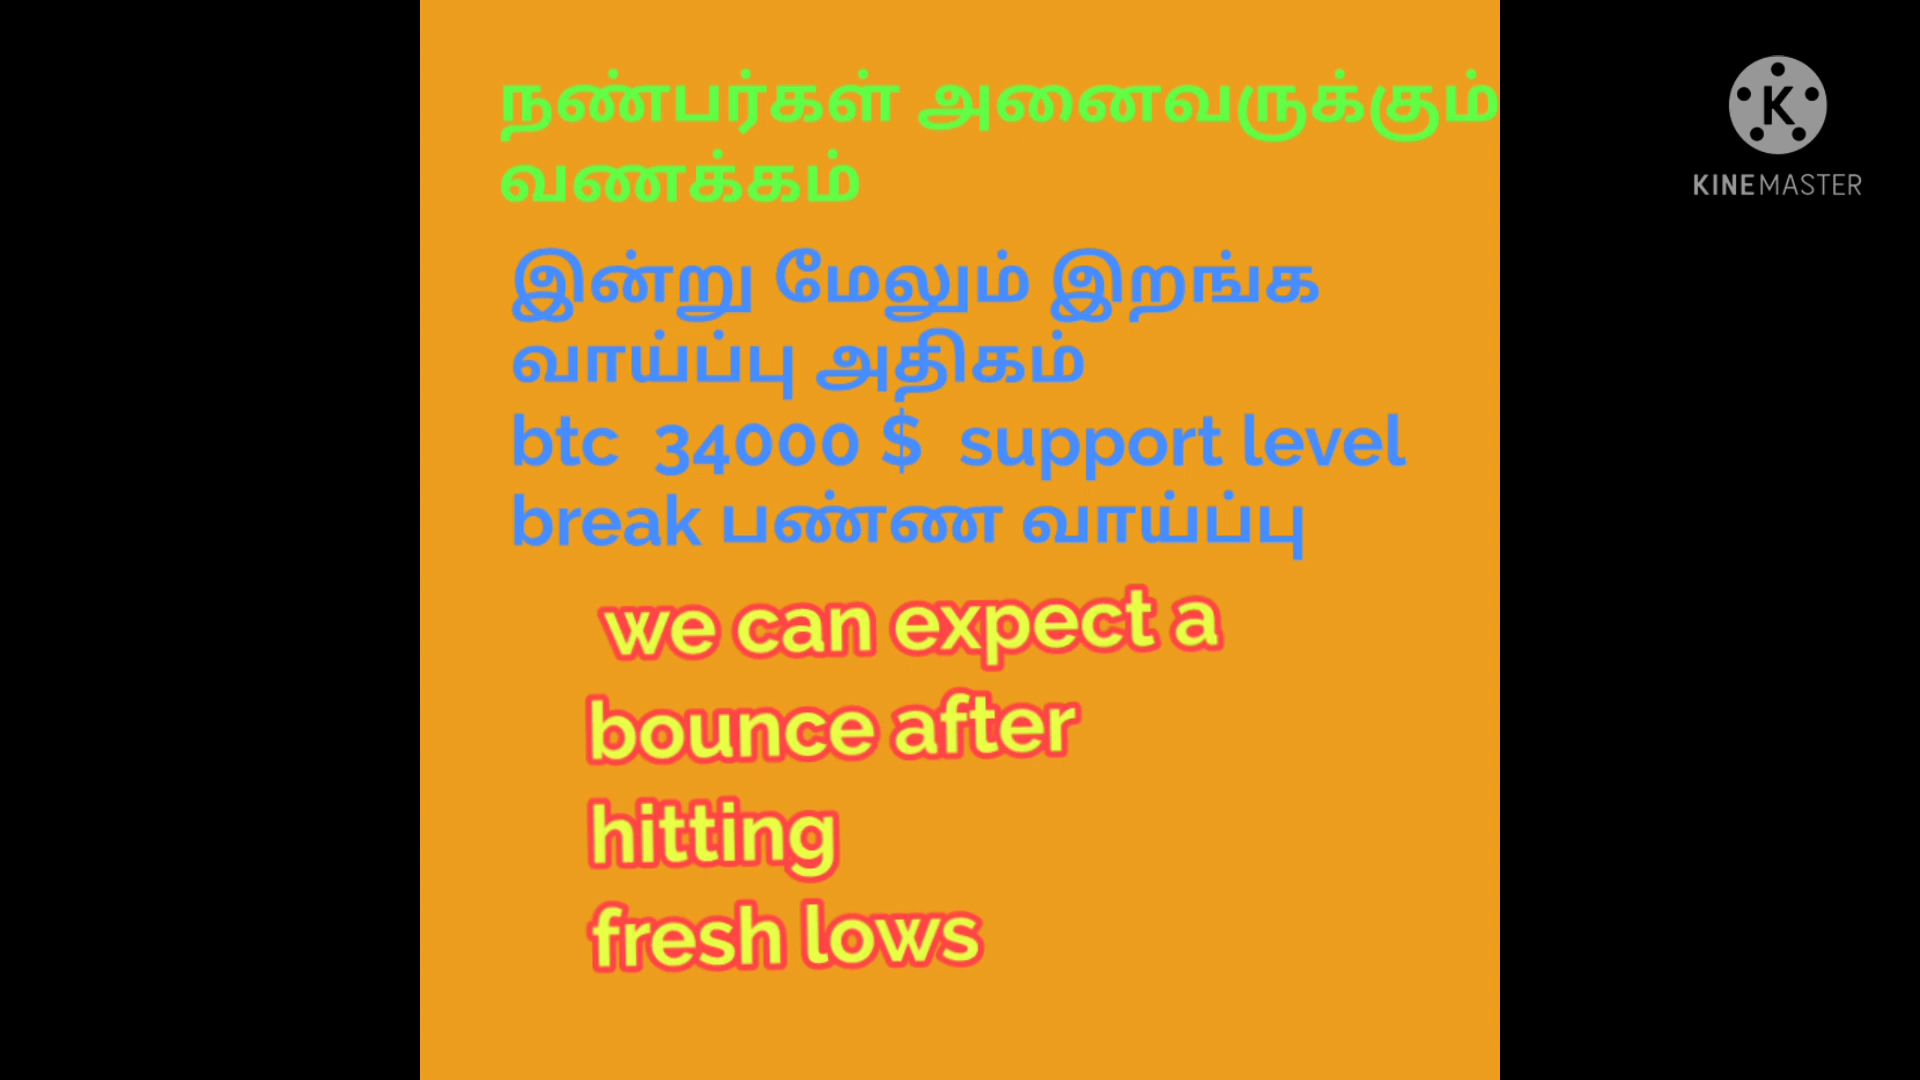 நண்பர்கள் அனைவருக்கும்
வணக்கம்
இன்று மேலும் இறங்க
வாய்ப்பு அதிகம்
btc 34000 $ support level
break பண்ண வாய்ப்பு
we can expect a
bounce after
hitting
fresh lows
K
KINEMASTER